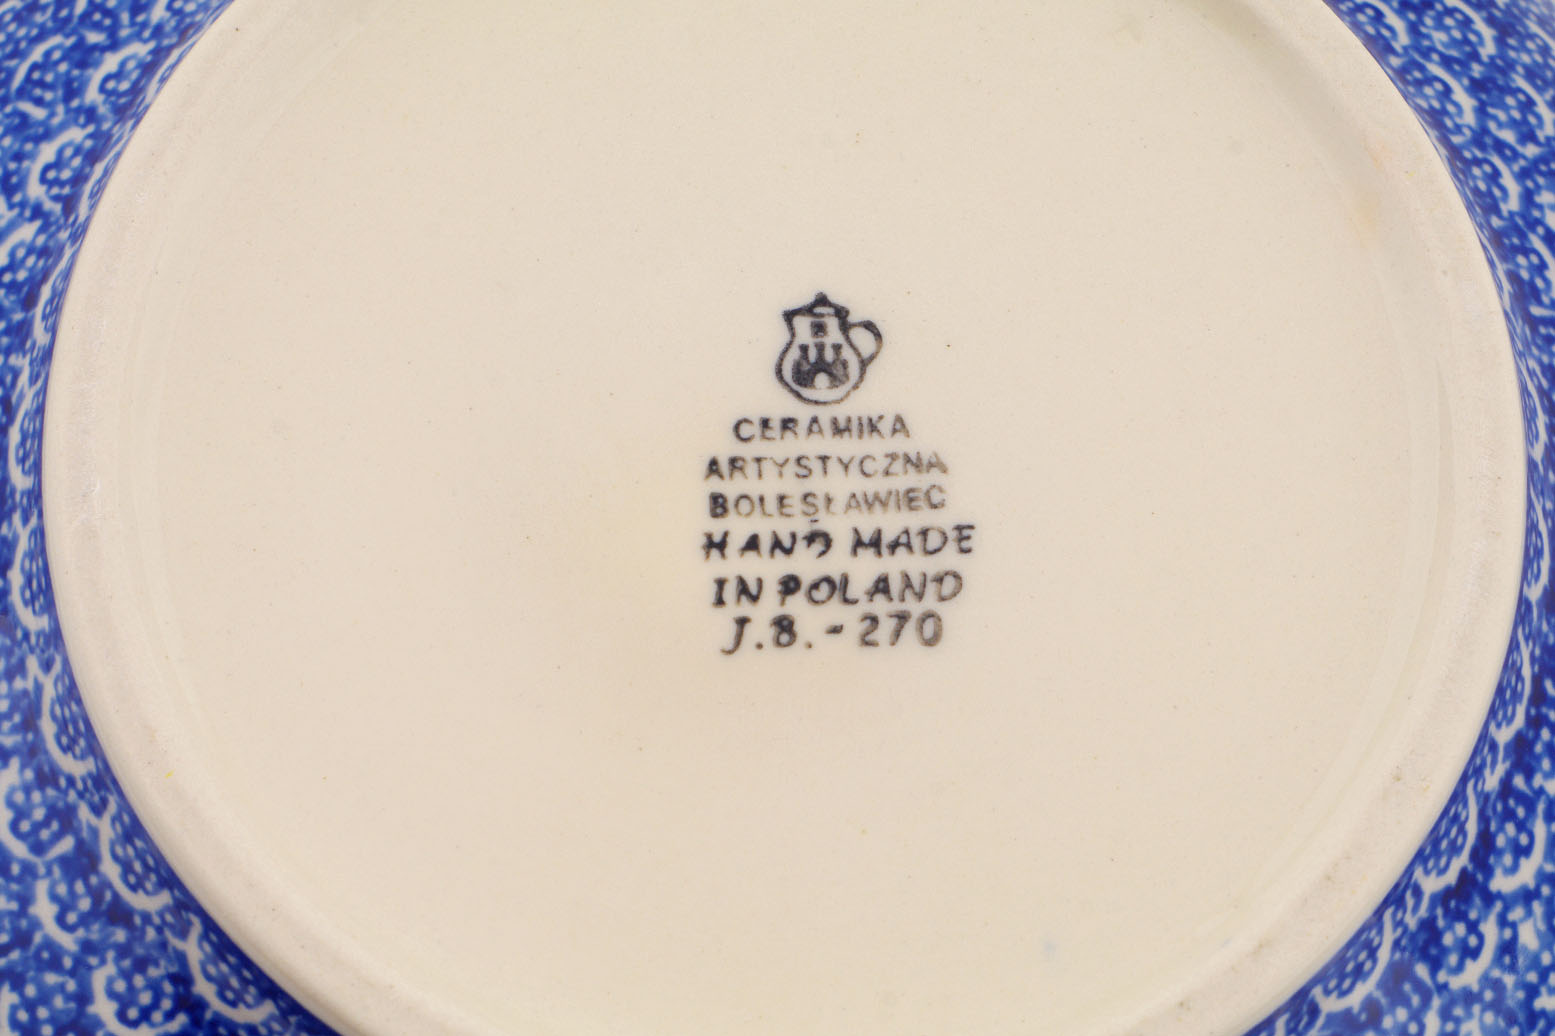 CERAMIKA
ARTYSTYCZNA
BOLESŁAWIEC
HAND MADE
IN POLAND
J.B.-270